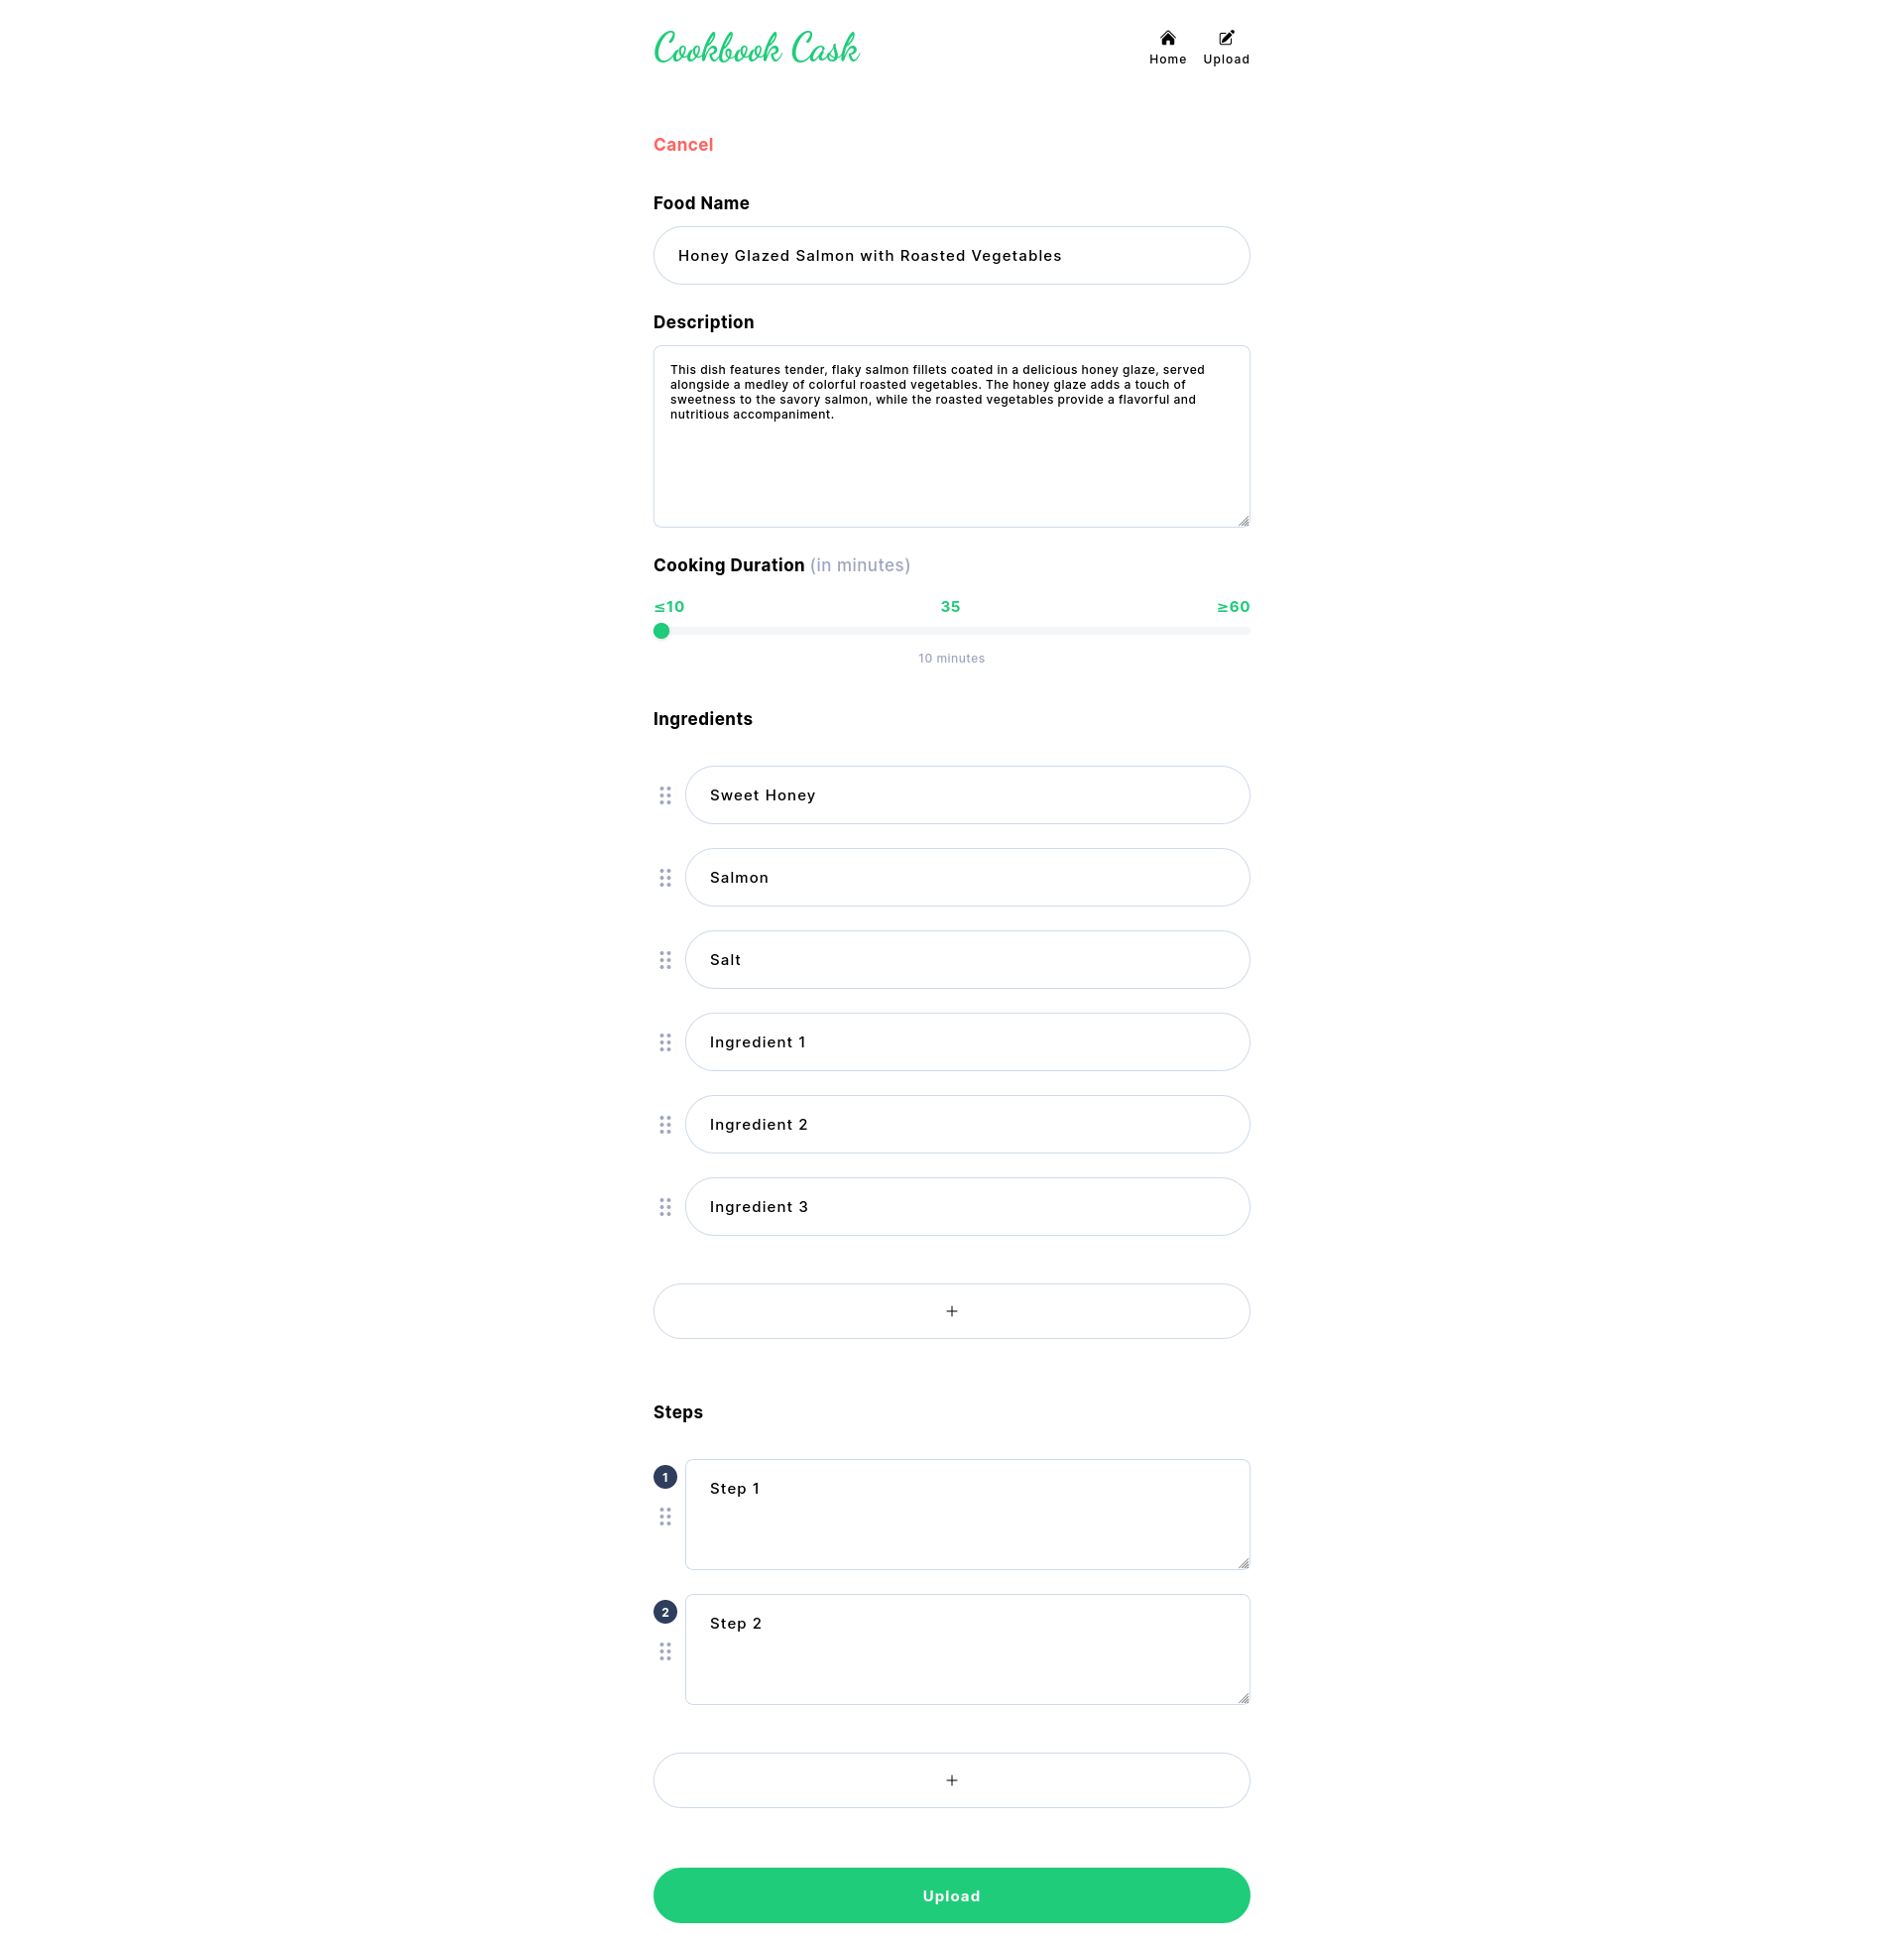 Cookbook Cask
Home
Upload
Cancel
Food Name
Honey Glazed Salmon with Roasted Vegetables
Description
This dish features tender, flaky salmon fillets coated in a delicious honey glaze, served
alongside a medley of colorful roasted vegetables. The honey glaze adds a touch of
sweetness to the savory salmon, while the roasted vegetables provide a flavorful and
nutritious accompaniment.
Cooking Duration (in minutes)
≤10 35 ≥60
10 minutes
Ingredients
Sweet Honey
Salmon
Salt
Ingredient 1
Ingredient 2
Ingredient 3
+
Steps
1
Step 1
2
Step 2
+
Upload